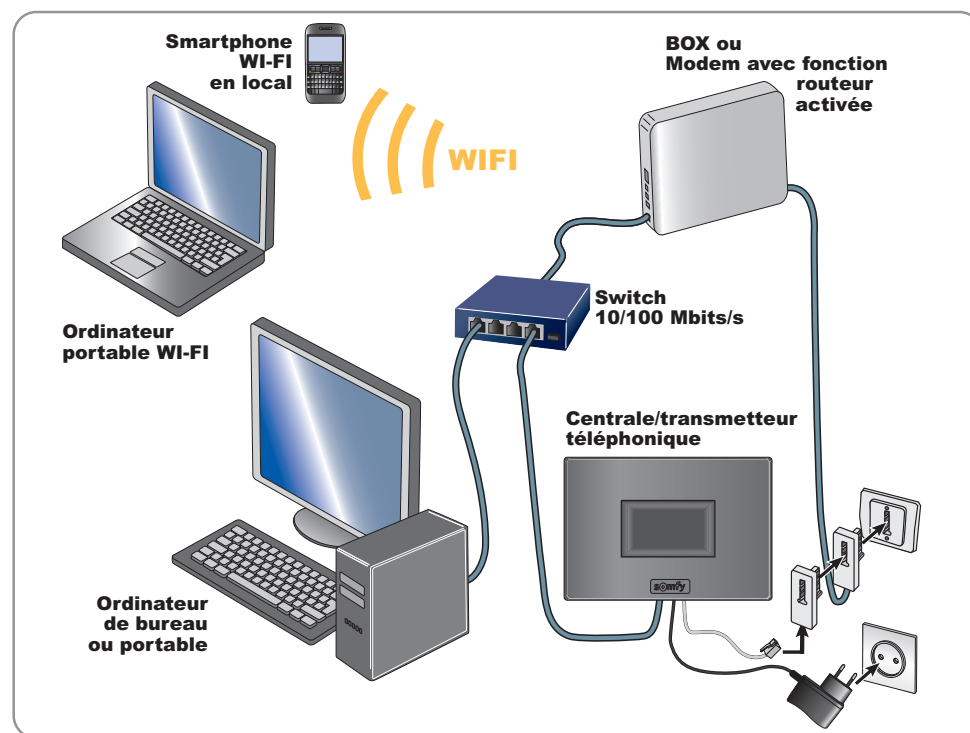 Smartphone
WI-FI
en local
BOX ou
Modem avec fonction
routeur
activée
WIFI
Ordinateur
portable WI-FI
Switch
10/100 Mbits/s
Centrale/transmetteur
téléphonique
somfy
Ordinateur
de bureau
ou portable